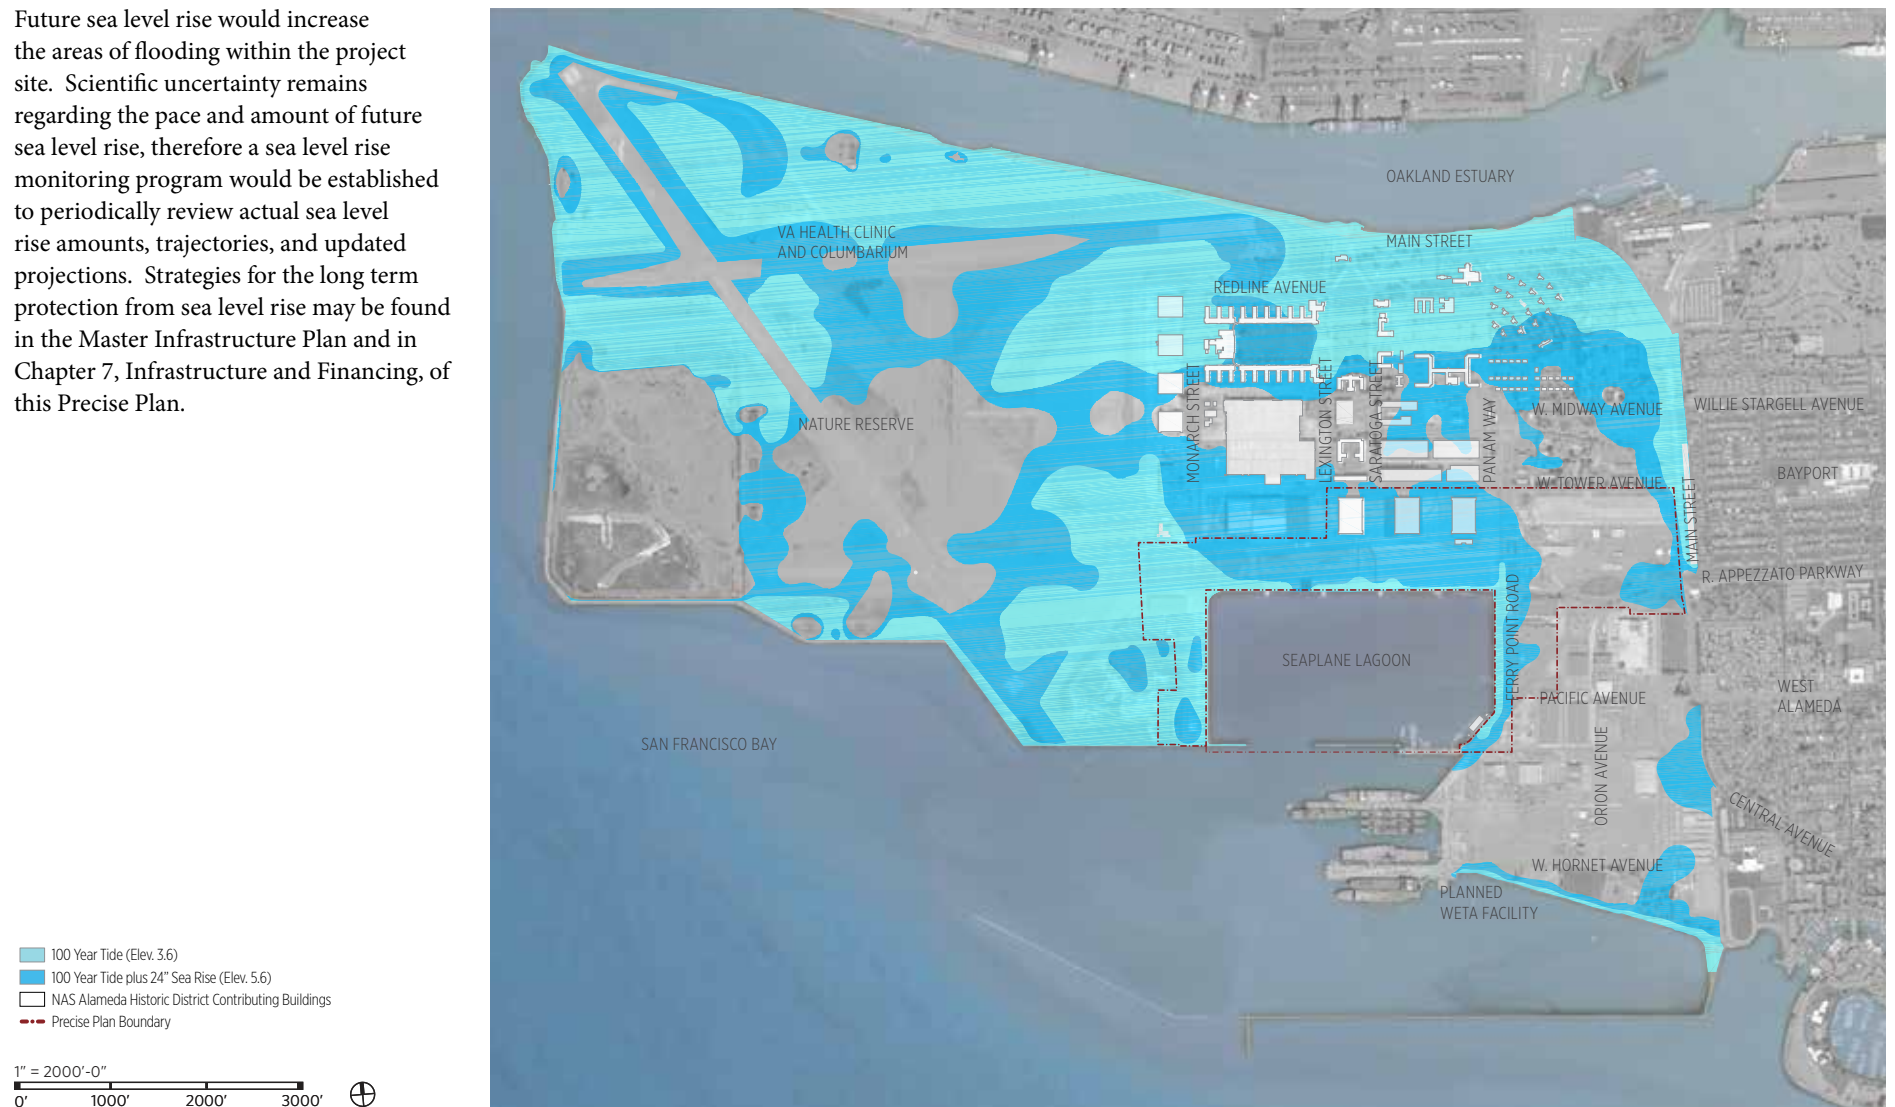 Future sea level rise would increase
the areas of flooding within the project
site.  Scientific uncertainty remains
regarding the pace and amount of future
sea level rise, therefore a sea level rise
monitoring program would be established
to periodically review actual sea level
rise amounts, trajectories, and updated
projections.  Strategies for the long term
protection from sea level rise may be found
in the Master Infrastructure Plan and in
Chapter 7, Infrastructure and Financing, of
this Precise Plan.
OAKLAND ESTUARY
VA HEALTH CLINIC
AND COLUMBARIUM
MAIN STREET
REDLINE AVENUE
NATURE RESERVE
MONARCH STREET
LEXINGTON STREET
SARATOGA STREET
PAN AM WAY
W. MIDWAY AVENUE
WILLIE STARGELL AVENUE
BAYPORT
W. TOWER AVENUE
MAIN STREET
R. APPEZZATO PARKWAY
FERRY POINT ROAD
SEAPLANE LAGOON
PACIFIC AVENUE
WEST
ALAMEDA
SAN FRANCISCO BAY
ORION AVENUE
CENTRAL AVENUE
W. HORNET AVENUE
PLANNED
WETA FACILITY
100 Year Tide (Elev. 3.6)
100 Year Tide plus 24" Sea Rise (Elev. 5.6)
NAS Alameda Historic District Contributing Buildings
Precise Plan Boundary
1" = 2000'-0"
0' 1000' 2000' 3000'